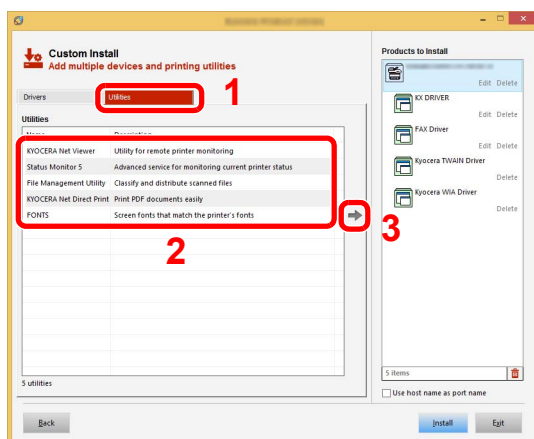 Custom Install
Add multiple devices and printing utilities
1
Drivers
Utilities
Utilities
KYOCERA Net Viewer Utility for remote printer monitoring
Status Monitor 5 Advanced service for monitoring current printer status
File Management Utility Classify and distribute scanned files
KYOCERA Net Direct Print Print PDF documents easily
FONTS Screen fonts that match the printer's fonts
2
3
5 utilities
Products to Install
Edit Delete
KX DRIVER
Edit Delete
FAX Driver
Edit Delete
Kyocera TWAIN Driver
Delete
Kyocera WIA Driver
Delete
5 items
Use host name as port name
Back
Install
Exit